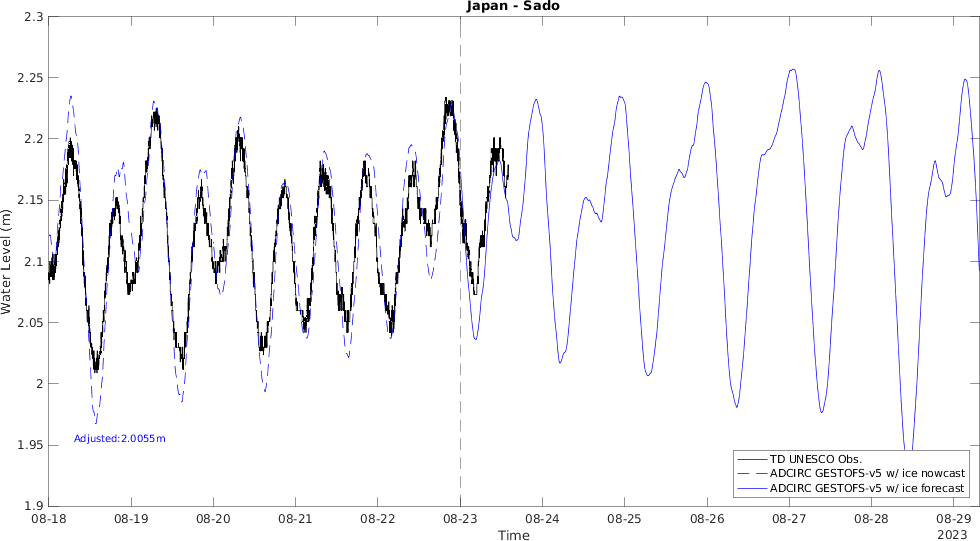 Japan - Sado
2.3
2.25
2.2
2.15
2.1
2.05
2
1.95
1.9
Water Level (m)
Adjusted:2.0055m
TD UNESCO Obs.
ADCIRC GESTOFS-v5 w/ ice nowcast
ADCIRC GESTOFS-v5 w/ ice forecast
08-18 08-19 08-20 08-21 08-22 08-23 08-24 08-25 08-26 08-27 08-28 08-29
Time
2023